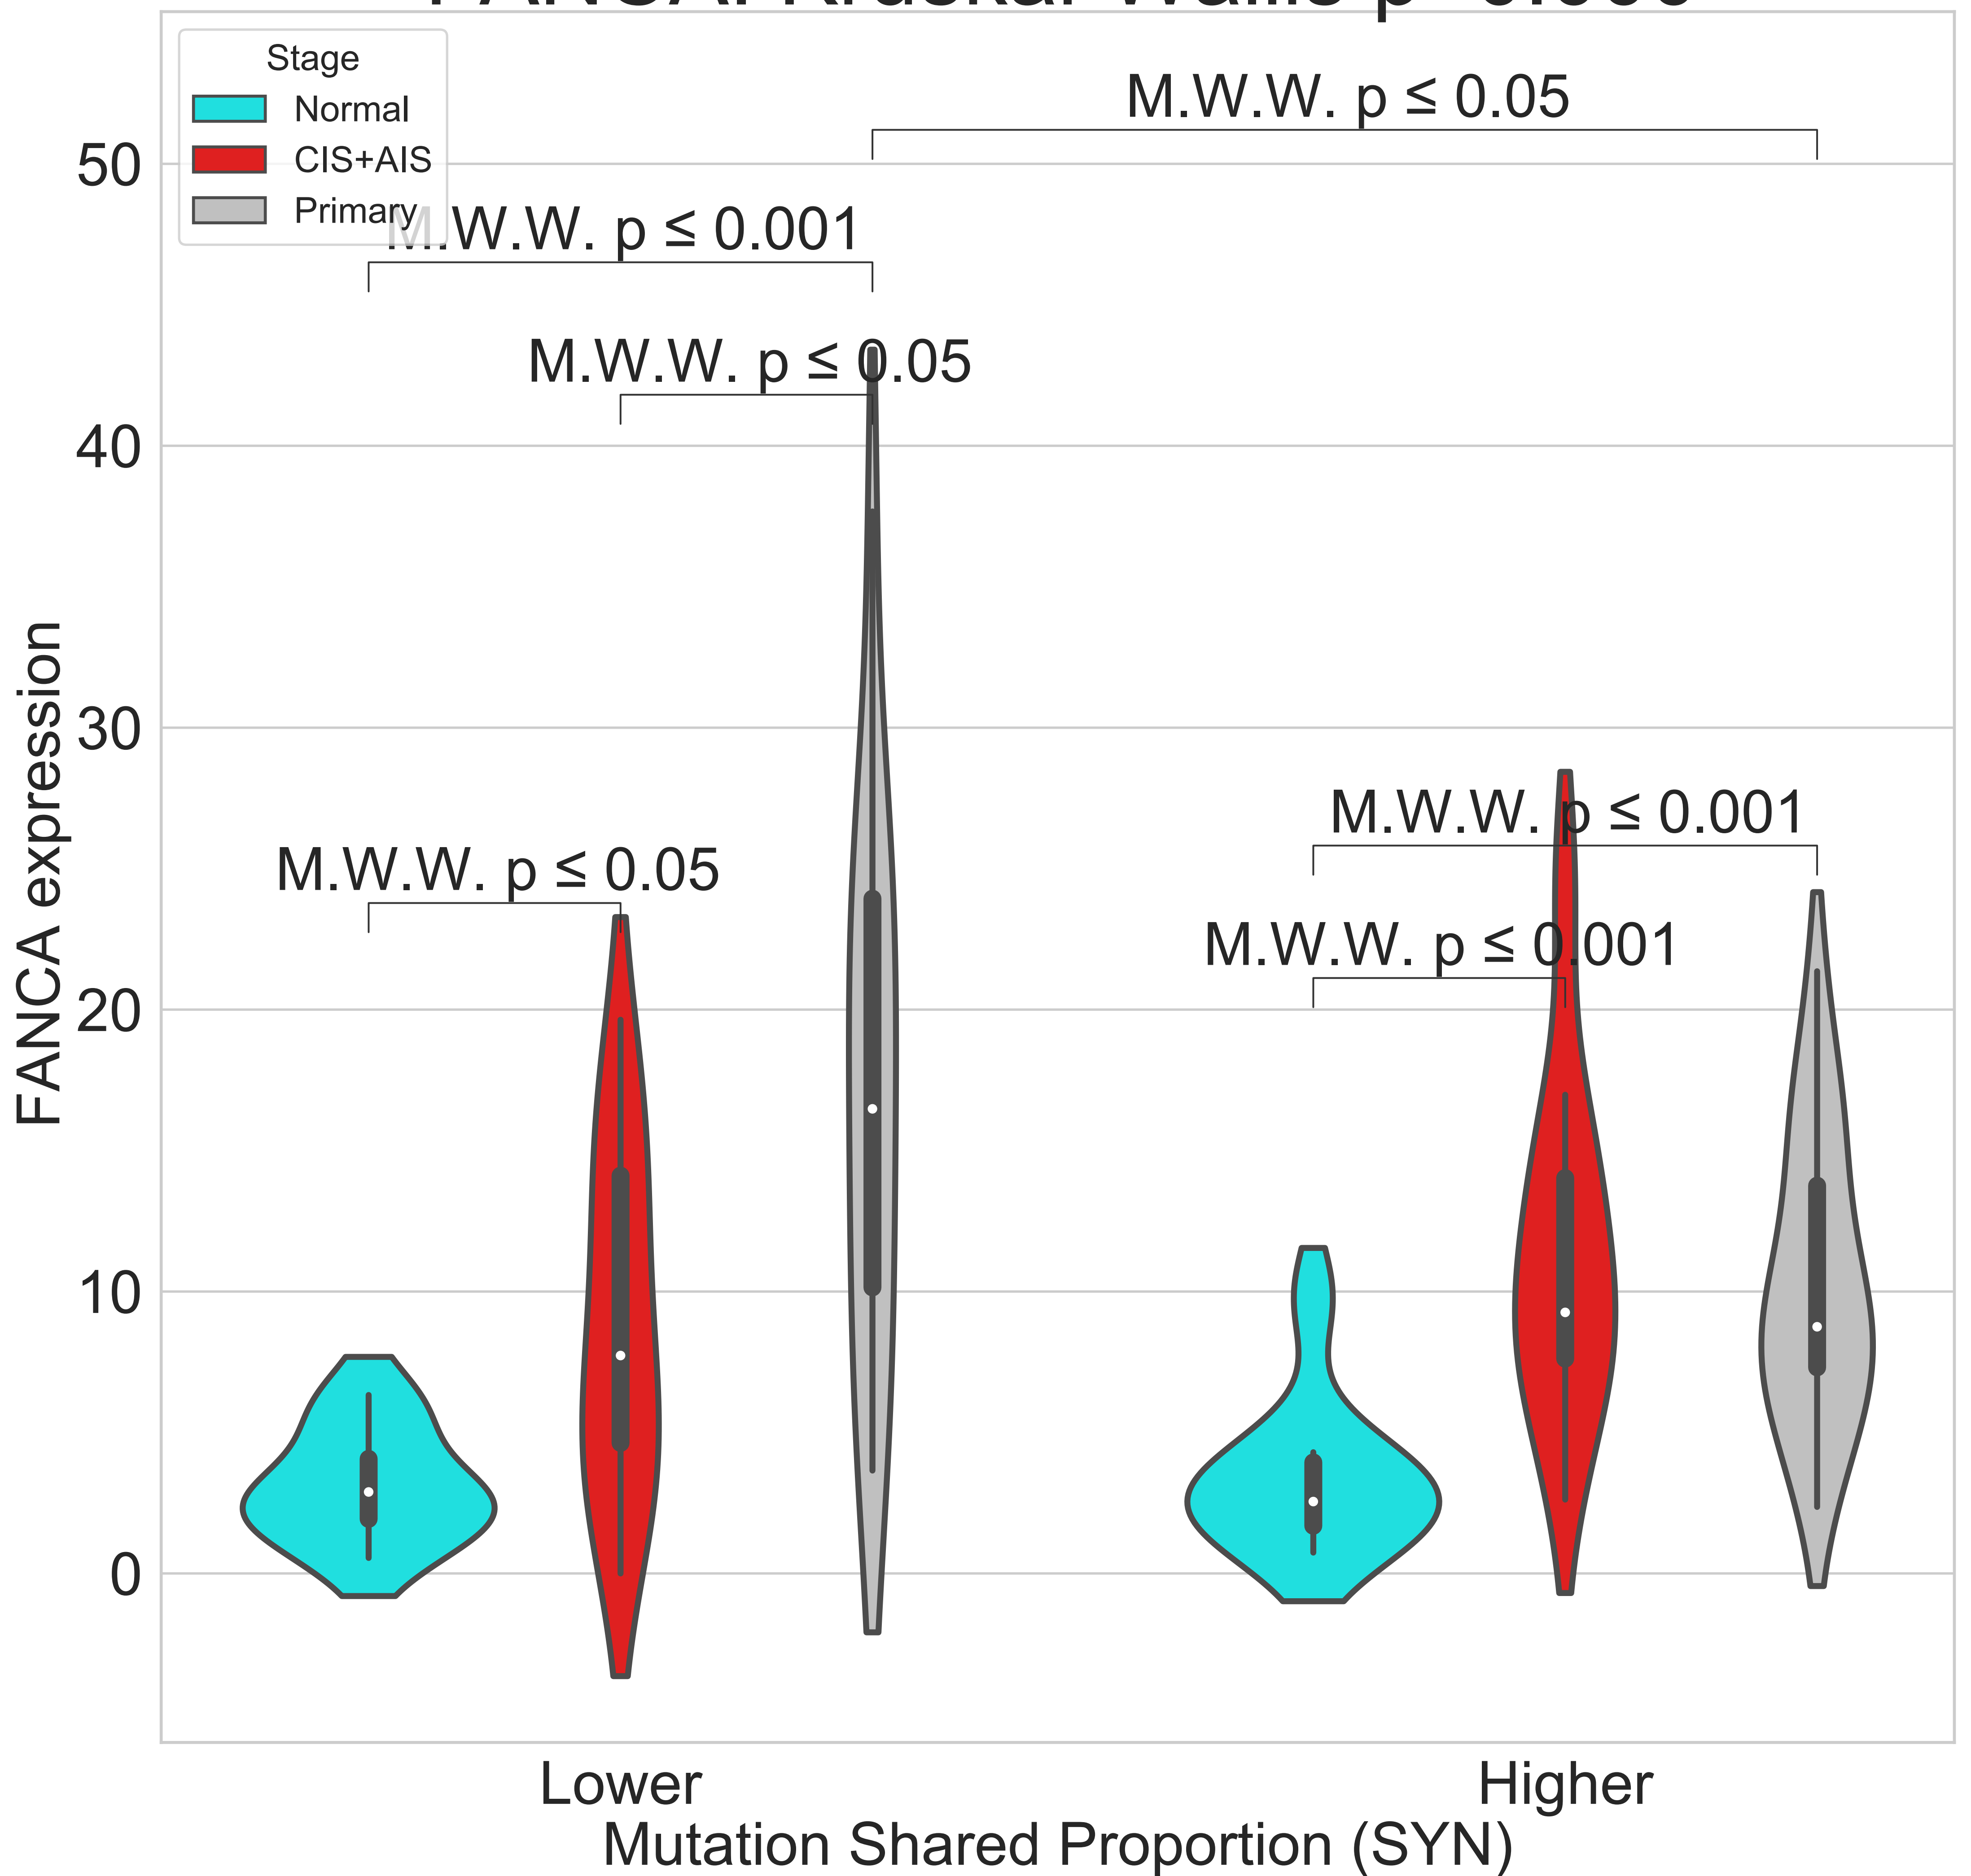 Stage
Normal
CIS+AIS
Primary
M.W.W. p ≤ 0.05
M.W.W. p ≤ 0.001
M.W.W. p ≤ 0.05
M.W.W. p ≤ 0.05
M.W.W. p ≤ 0.001
M.W.W. p ≤ 0.001
50
40
30
20
10
0
FANCA expression
Lower
Higher
Mutation Shared Proportion (SYN)